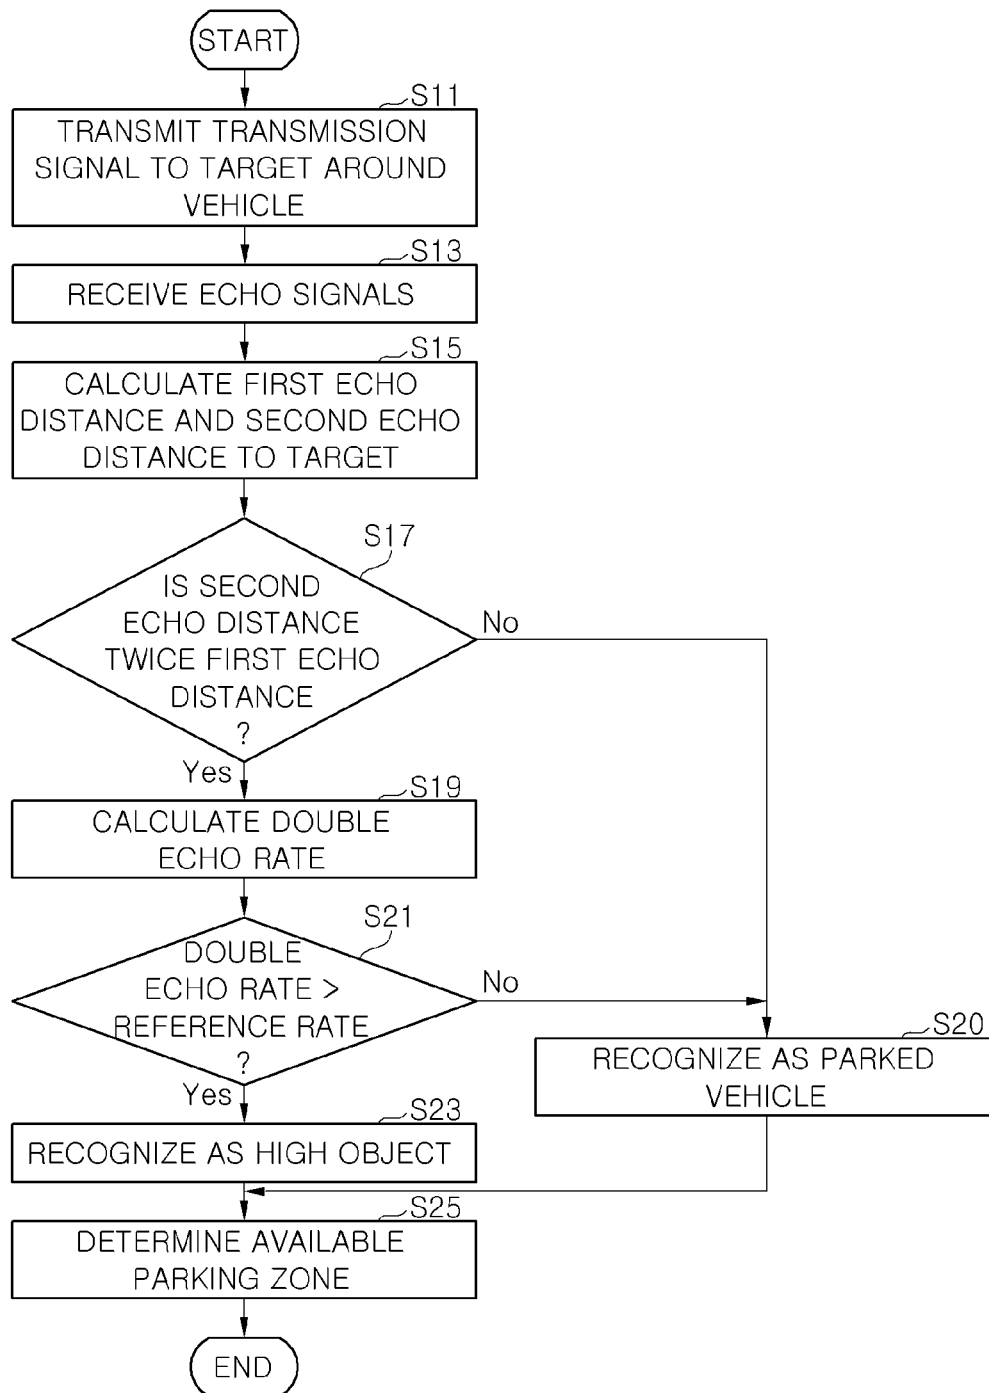 START
S11
TRANSMIT TRANSMISSION
SIGNAL TO TARGET AROUND
VEHICLE
S13
RECEIVE ECHO SIGNALS
S15
CALCULATE FIRST ECHO
DISTANCE AND SECOND ECHO
DISTANCE TO TARGET
S17
IS SECOND
ECHO DISTANCE
TWICE FIRST ECHO
DISTANCE
?
No
Yes
S19
CALCULATE DOUBLE
ECHO RATE
S21
DOUBLE
ECHO RATE >
REFERENCE RATE
?
No
Yes
S20
RECOGNIZE AS PARKED
VEHICLE
S23
RECOGNIZE AS HIGH OBJECT
S25
DETERMINE AVAILABLE
PARKING ZONE
END